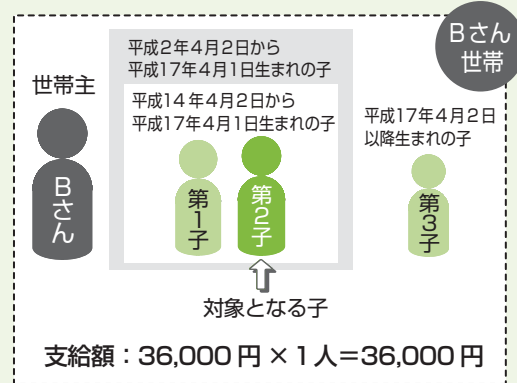 Bさん
世帯
平成2年4月2日から
平成17年4月1日生まれの子
世帯主
平成14年4月2日から
平成17年4月1日生まれの子
平成17年4月2日
以降生まれの子
Bさん
第1子
第2子
第3子
対象となる子
支給額：36,000円×1人＝36,000円